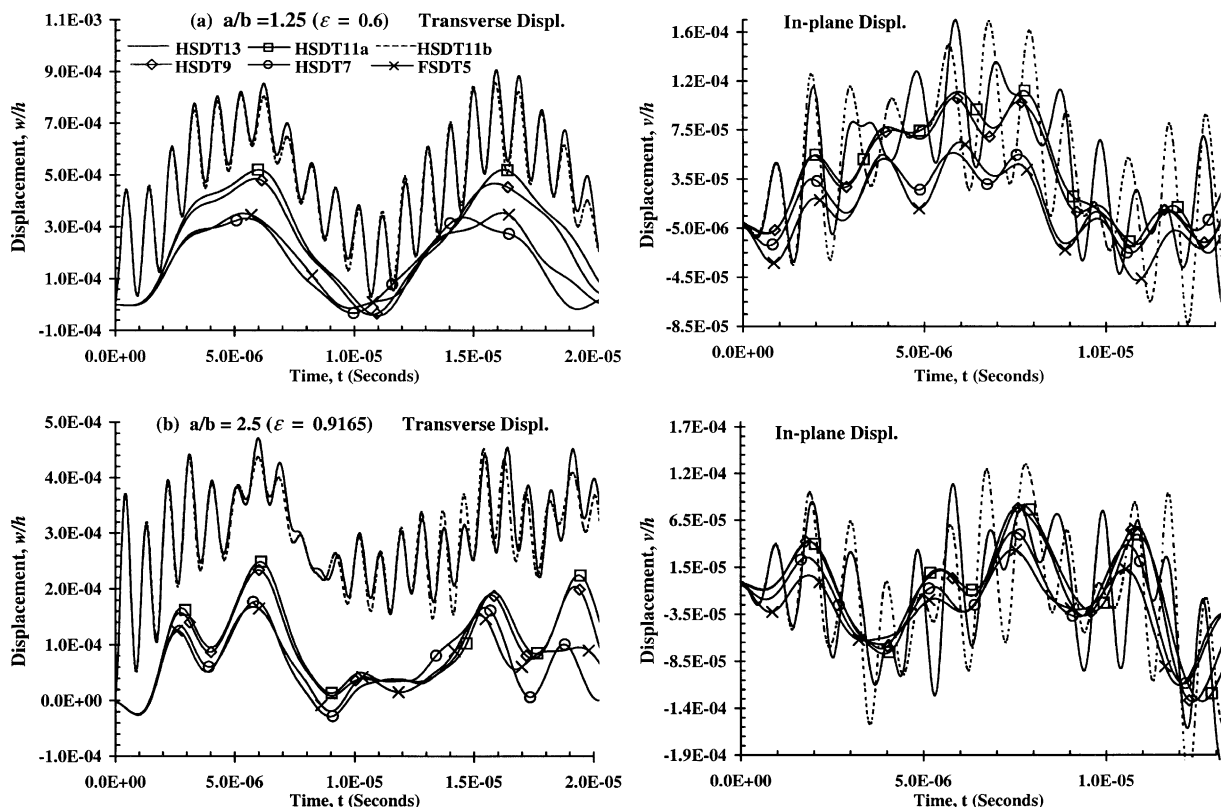 (a) a/b =1.25 ( ε = 0.6) Transverse Displ.
HSDT13 HSDT11a HSDT11b
HSDT9 HSDT7 FSDT5
Displacement, w/h
1.1E-03
9.0E-04
7.0E-04
5.0E-04
3.0E-04
1.0E-04
-1.0E-04
0.0E+00 5.0E-06 1.0E-05 1.5E-05 2.0E-05
Time, t (Seconds)
In-plane Displ.
Displacement, v/h
1.6E-04
1.2E-04
7.5E-05
3.5E-05
-5.0E-06
-4.5E-05
-8.5E-05
0.0E+00 5.0E-06 1.0E-05
Time, t (Seconds)
(b) a/b = 2.5 ( ε = 0.9165) Transverse Displ.
Displacement, w/h
5.0E-04
4.0E-04
3.0E-04
2.0E-04
1.0E-04
0.0E+00
-1.0E-04
0.0E+00 5.0E-06 1.0E-05 1.5E-05 2.0E-05
Time, t (Seconds)
In-plane Displ.
Displacement, v/h
1.7E-04
1.2E-04
6.5E-05
1.5E-05
-3.5E-05
-8.5E-05
-1.4E-04
-1.9E-04
0.0E+00 5.0E-06 1.0E-05
Time, t (Seconds)